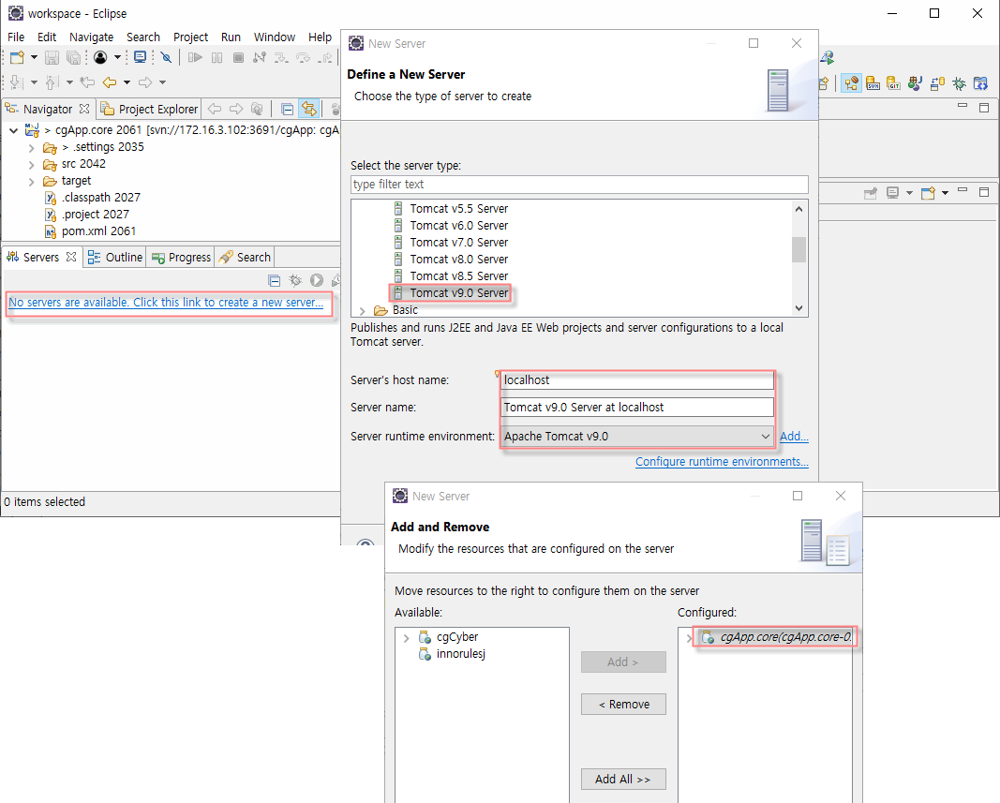 workspace - Eclipse
File Edit Navigate Search Project Run Window Help
Navigator Project Explorer
> cgApp.core 2061 [svn://172.16.3.102:3691/cgApp: cgA
> .settings 2035
src 2042
target
.classpath 2027
.project 2027
pom.xml 2061
Servers Outline Progress Search
No servers are available. Click this link to create a new server...
0 items selected
New Server
Define a New Server
Choose the type of server to create
Select the server type:
type filter text
Tomcat v5.5 Server
Tomcat v6.0 Server
Tomcat v7.0 Server
Tomcat v8.0 Server
Tomcat v8.5 Server
Tomcat v9.0 Server
Basic
Publishes and runs J2EE and Java EE Web projects and server configurations to a local
Tomcat server.
Server's host name: localhost
Server name: Tomcat v9.0 Server at localhost
Server runtime environment: Apache Tomcat v9.0 Add...
Configure runtime environments...
New Server
Add and Remove
Modify the resources that are configured on the server
Move resources to the right to configure them on the server
Available: Configured:
cgCyber
innorulesj
cgApp.core(cgApp.core-0.
Add >
< Remove
Add All >>